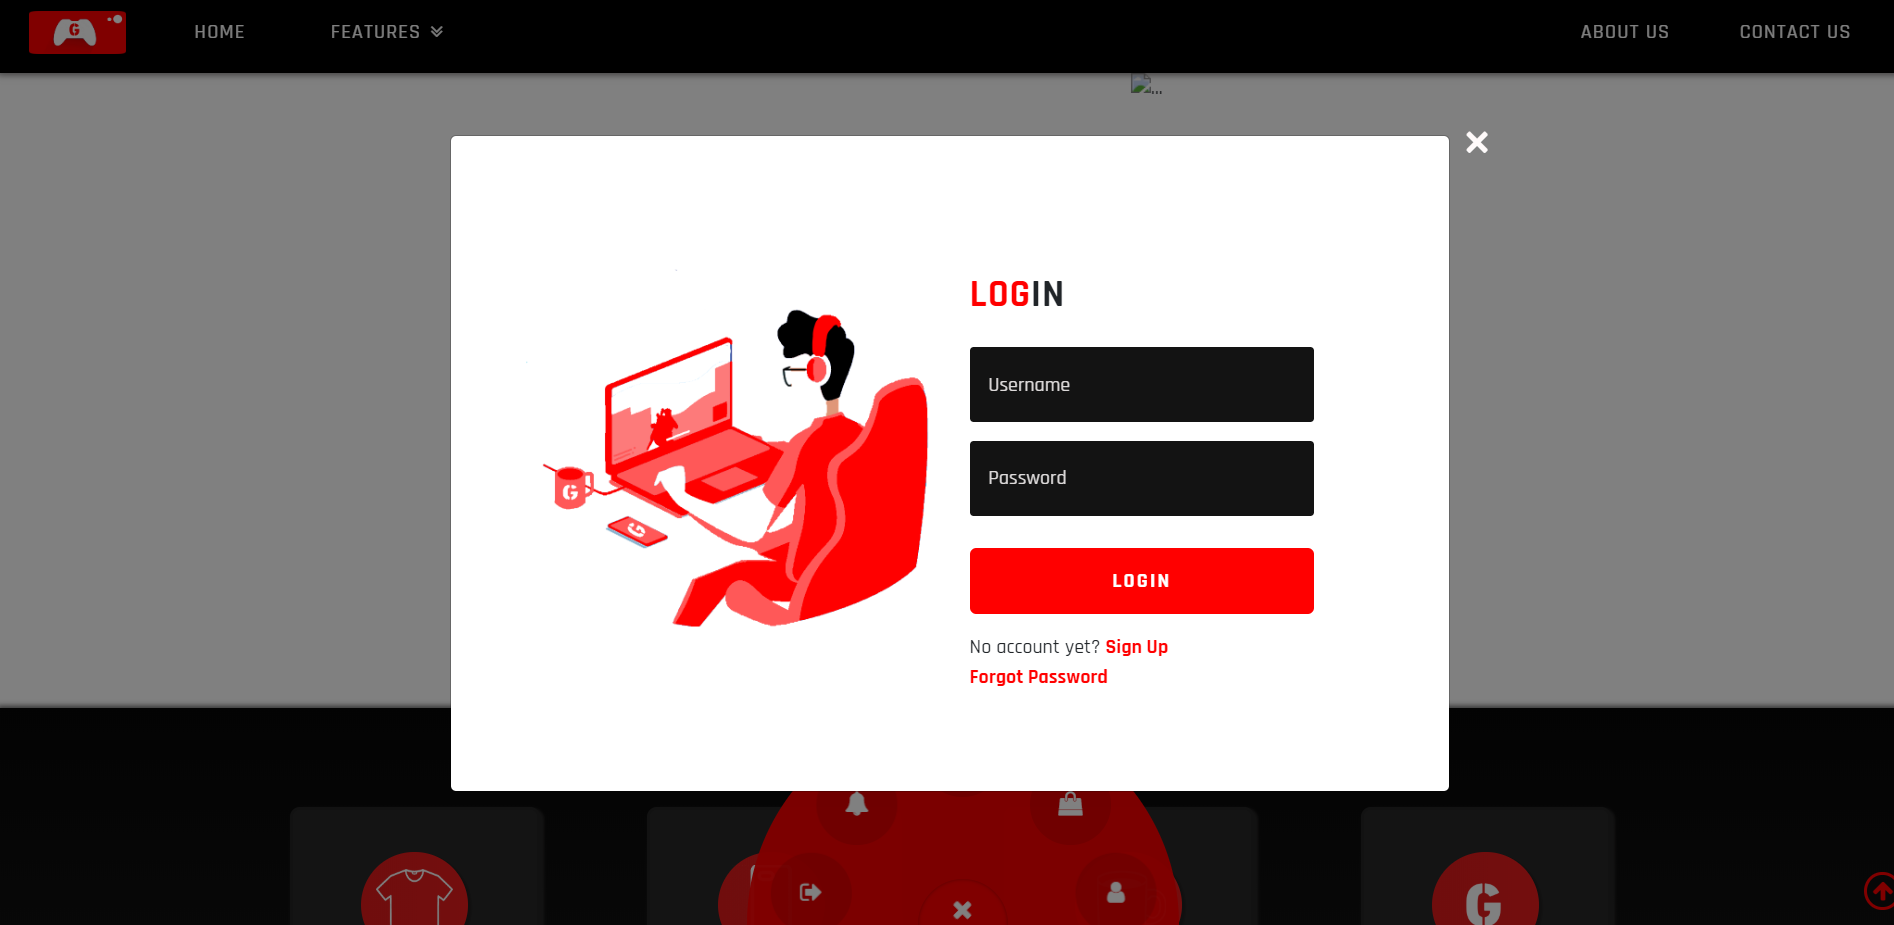 G
HOME
FEATURES
ABOUT US
CONTACT US
...
LOGIN
Username
Password
LOGIN
No account yet? Sign Up
Forgot Password
G
G
G